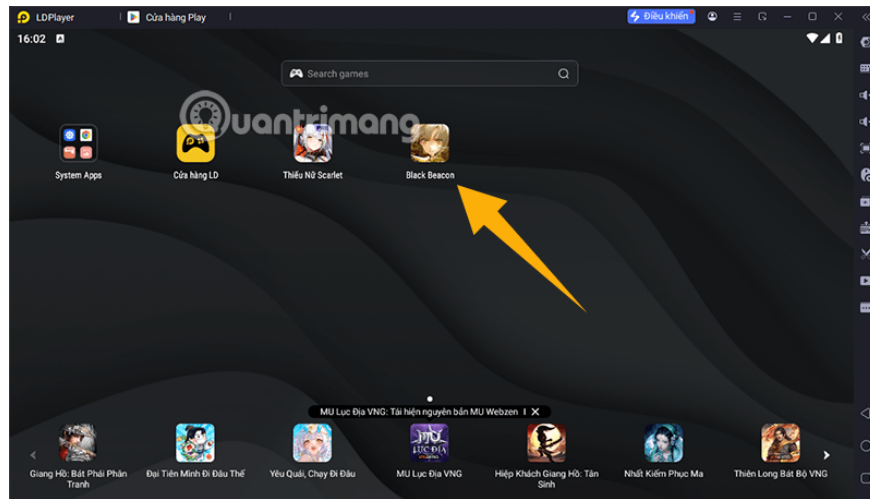 LDPlayer
Cửa hàng Play
Điều khiển
16:02
Search games
Quantrimang
System Apps
Cửa hàng LD
Thiếu Nữ Scarlet
Black Beacon
MU Lục Địa VNG: Tái hiện nguyên bản MU Webzen
Giang Hồ: Bát Phái Phân
Tranh
Đại Tiên Minh Đi Đâu Thế
Yêu Quái, Chạy Đi Đâu
MU Lục Địa VNG
Hiệp Khách Giang Hồ: Tân
Sinh
Nhất Kiếm Phục Ma
Thiên Long Bát Bộ VNG